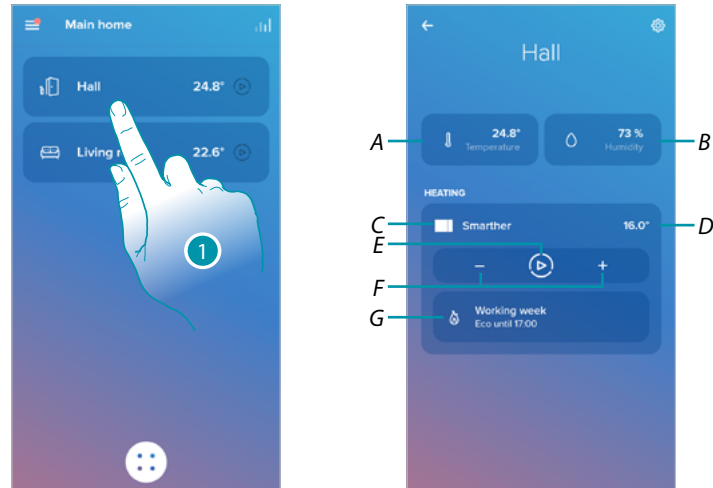 Main home
Hall 24.8°
Living r 22.6°
1
Hall
A 24.8° Temperature
73 % Humidity B
HEATING
C Smarther 16.0° D
E
– +
F
G Working week
Eco until 17:00